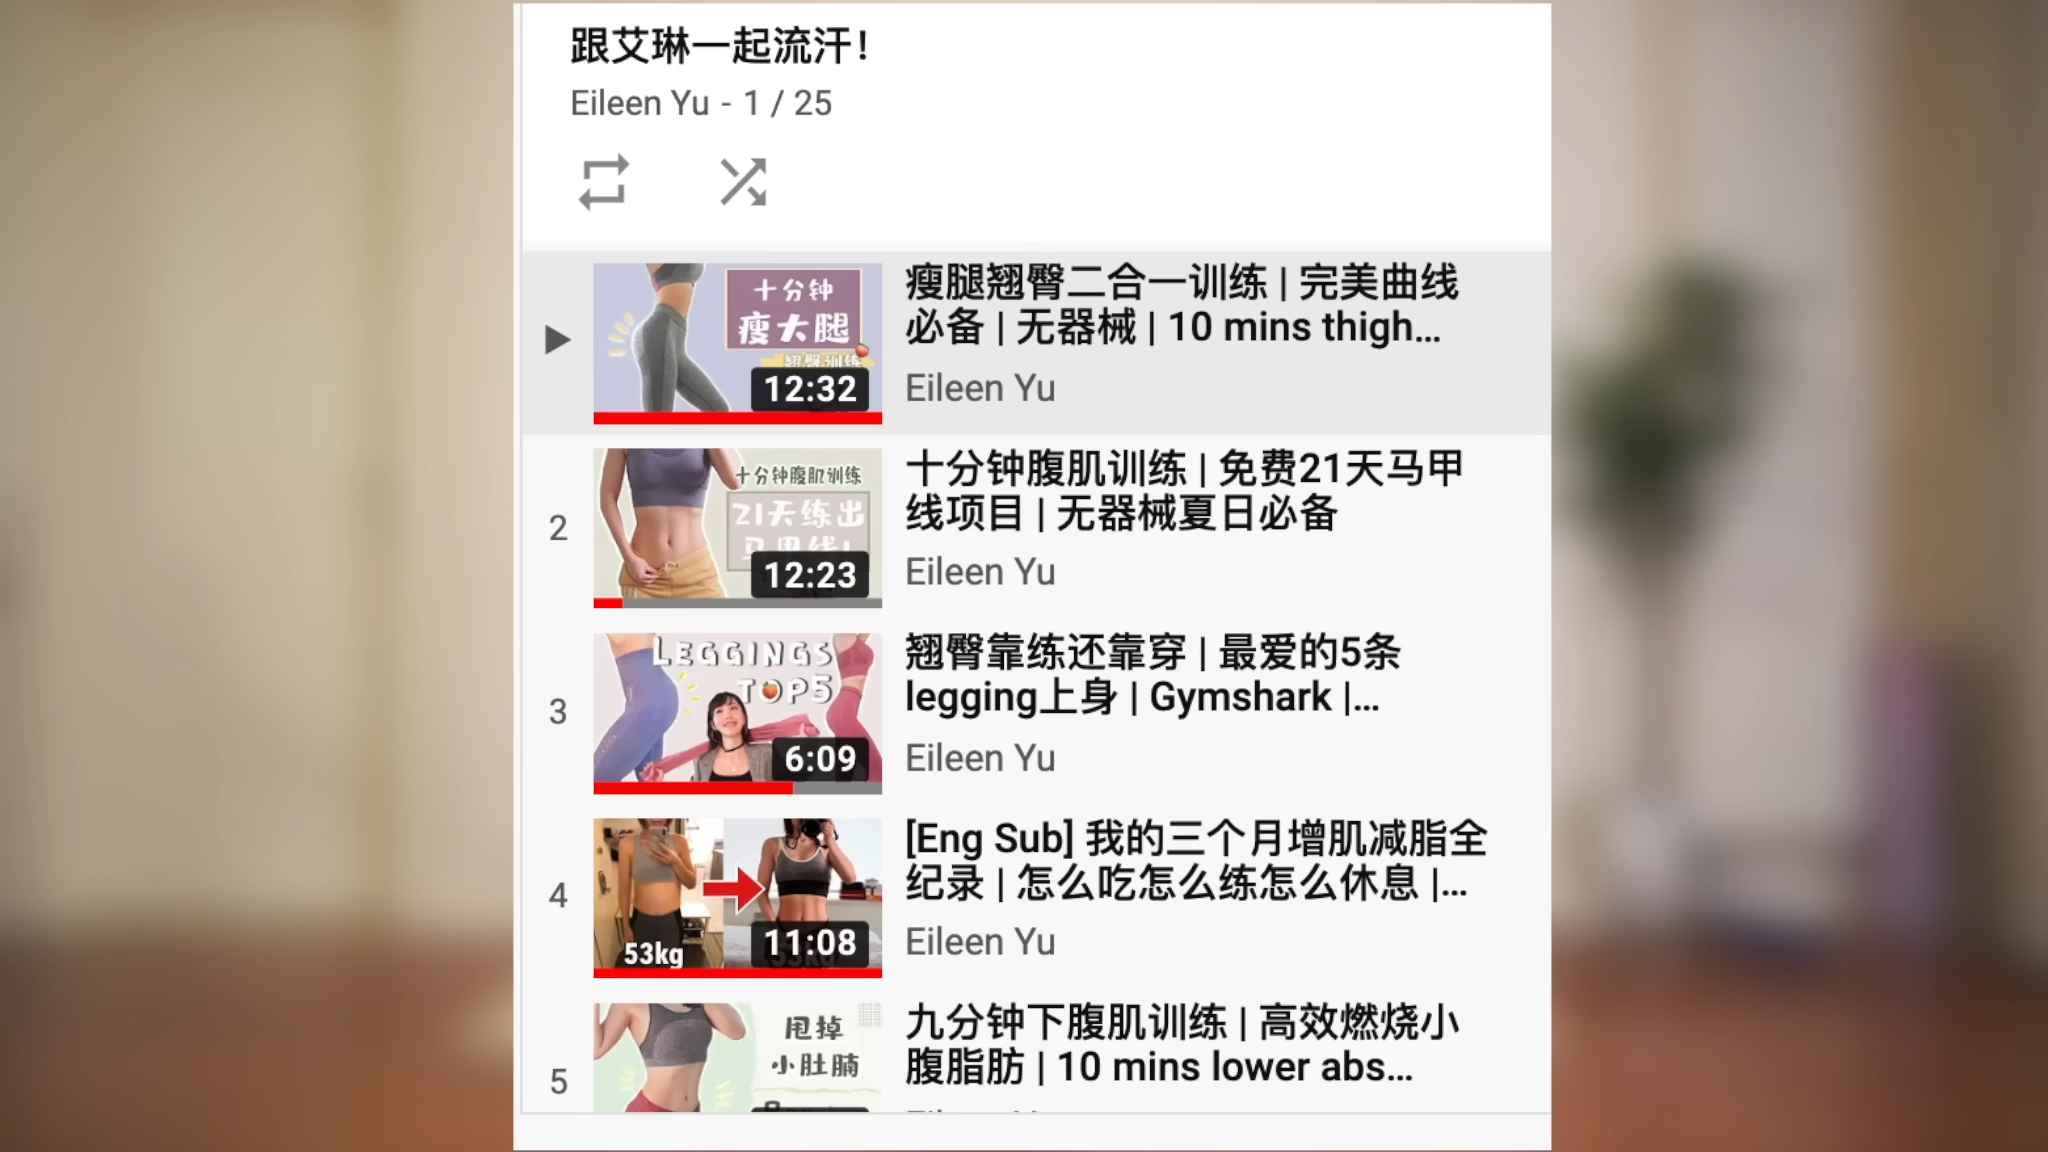 跟艾琳一起流汗！
Eileen Yu - 1 / 25
十分钟
瘦大腿
翘臀训练
12:32
瘦腿翘臀二合一训练 | 完美曲线
必备 | 无器械 | 10 mins thigh...
Eileen Yu
2
十分钟腹肌训练
21天练出
马甲线!
12:23
十分钟腹肌训练 | 免费21天马甲
线项目 | 无器械夏日必备
Eileen Yu
3
LEGGINGS
TOP5
6:09
翘臀靠练还靠穿 | 最爱的5条
legging上身 | Gymshark |...
Eileen Yu
4
53kg
11:08
[Eng Sub] 我的三个月增肌减脂全
纪录 | 怎么吃怎么练怎么休息 |...
Eileen Yu
5
甩掉
小肚腩
九分钟下腹肌训练 | 高效燃烧小
腹脂肪 | 10 mins lower abs...